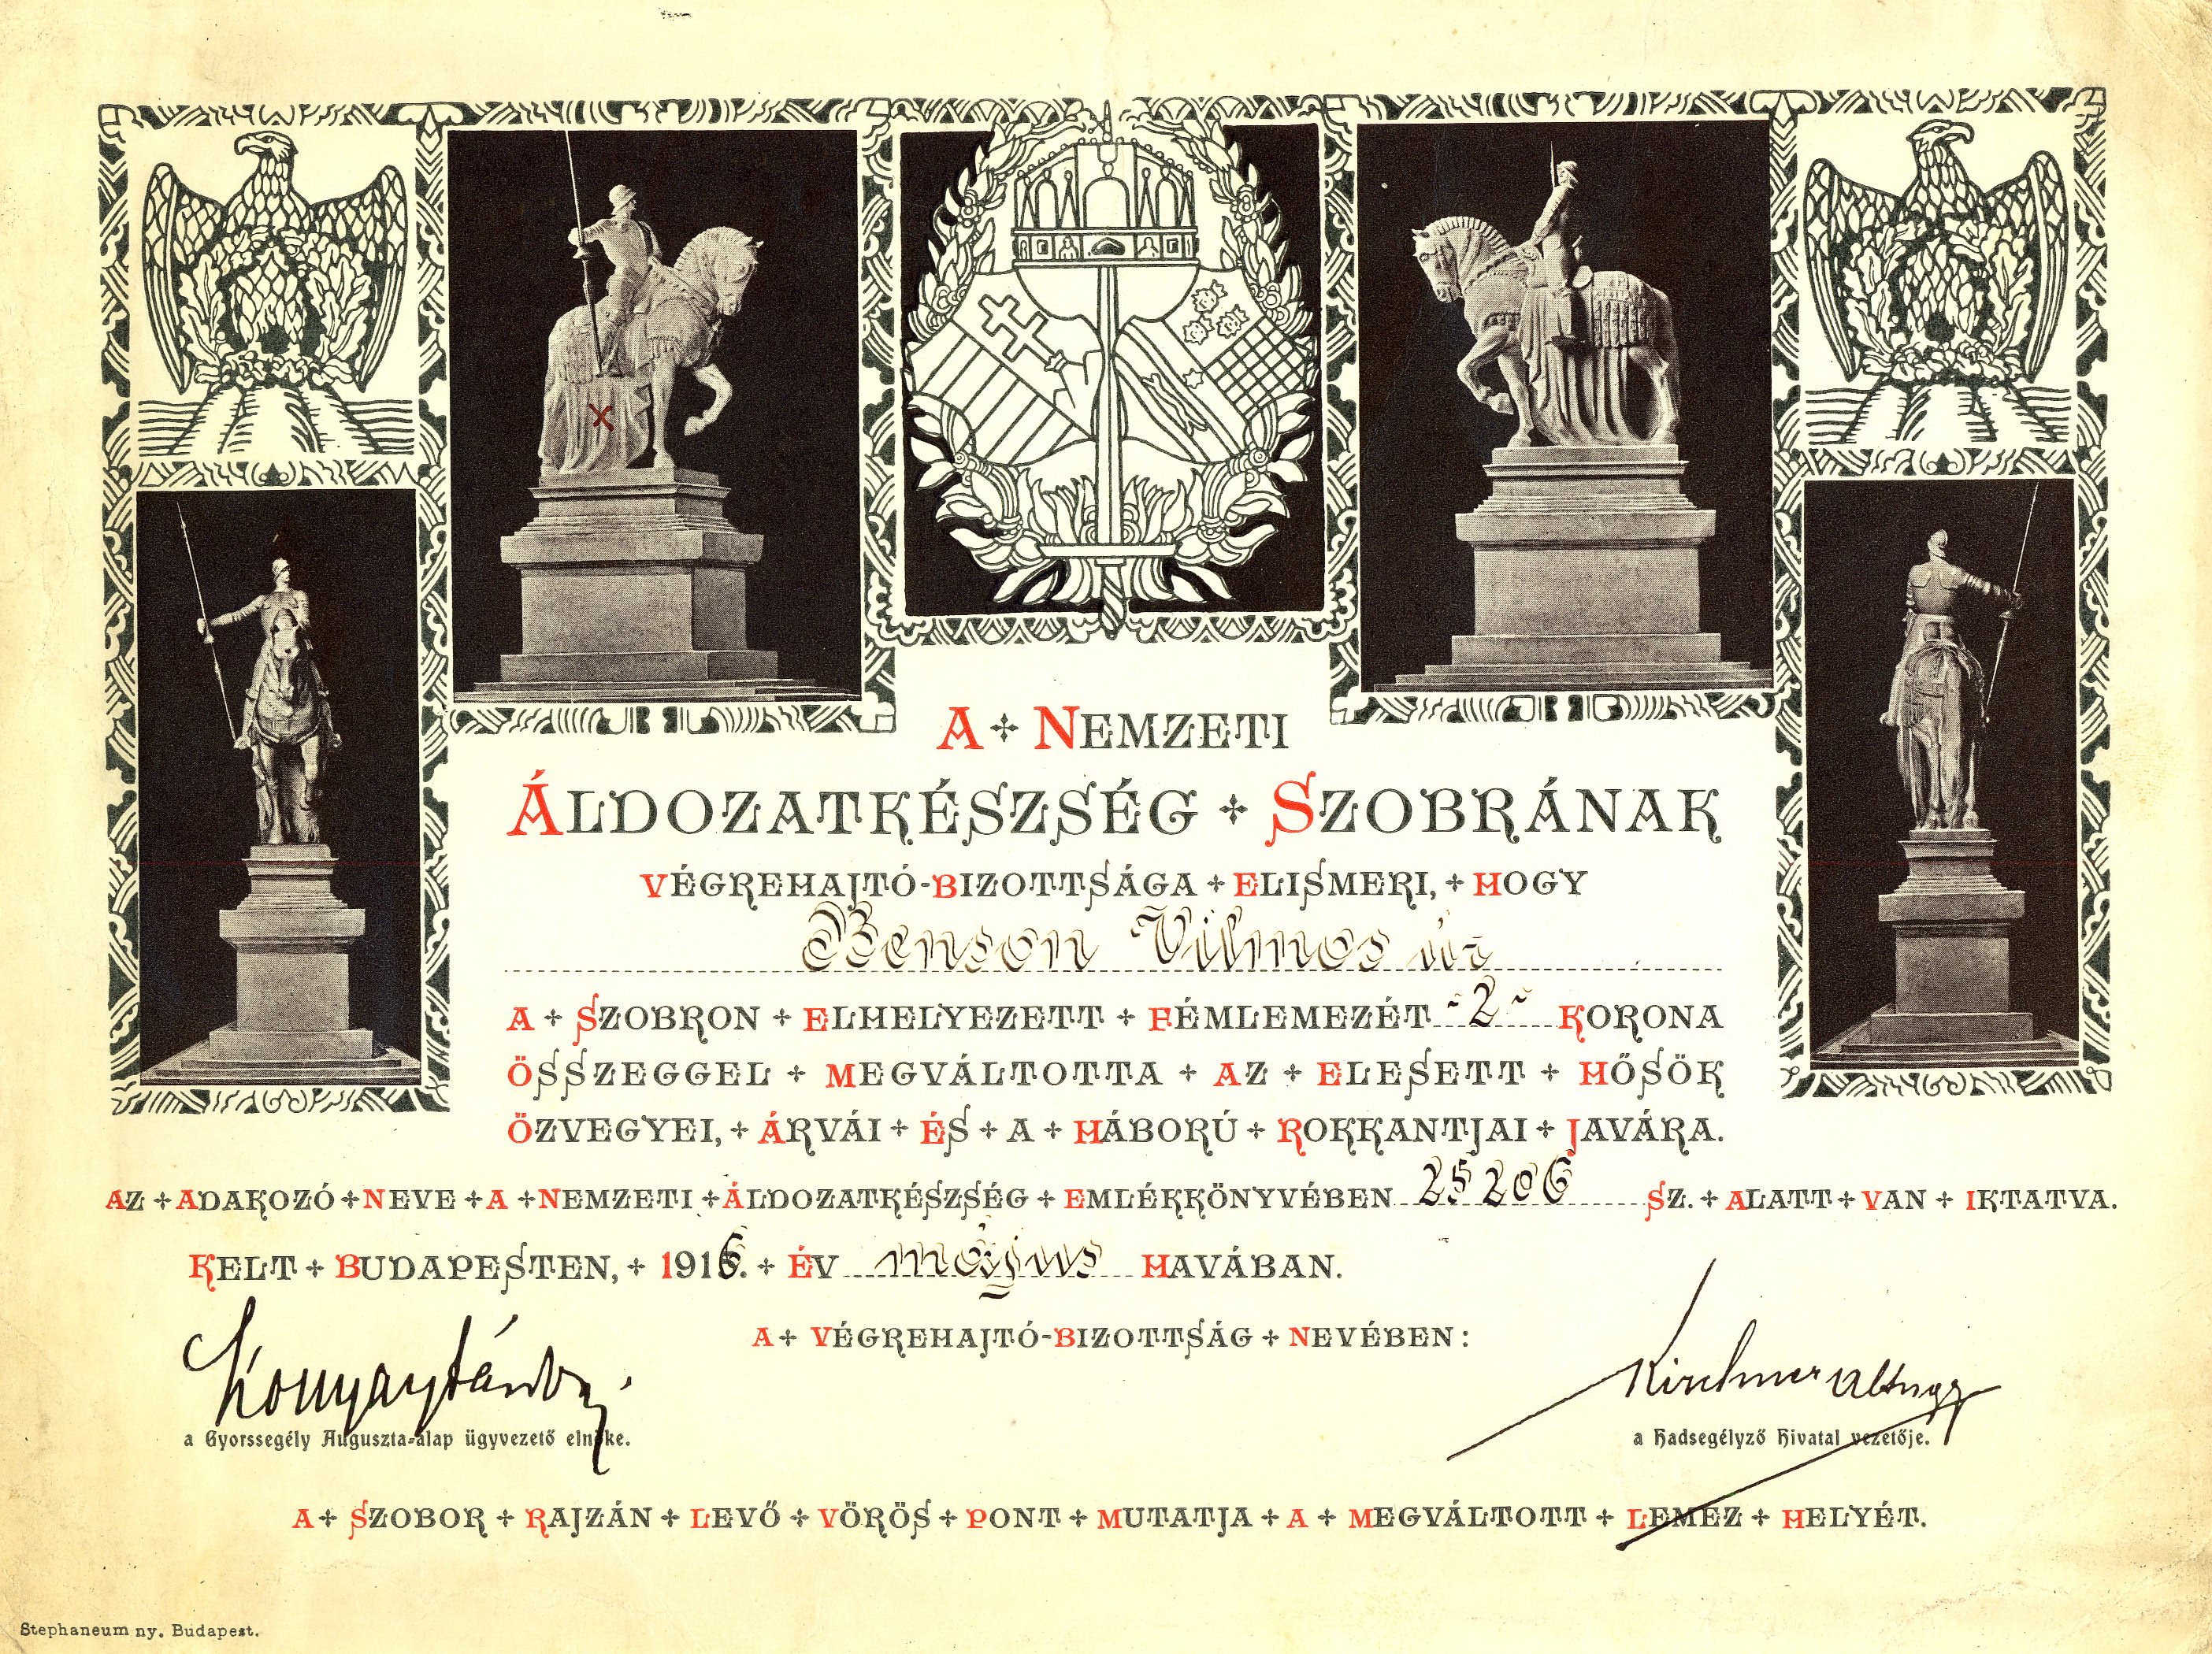 A + NEMZETI
ÁLDOZATKÉSZSÉG + SZOBRÁNAK
VÉGREHAJTÓ-BIZOTTSÁGA + ELISMERI, + HOGY
Benson Vilmos úr
A + SZOBRON + ELHELYEZETT + FÉMLEMEZÉT - 2 - KORONA
ÖSSZEGGEL + MEGVÁLTOTTA + AZ + ELESETT + HŐSÖK
ÖZVEGYEI, + ÁRVÁI + ÉS + A + HÁBORÚ + ROKKANTJAI + JAVÁRA.
AZ + ADAKOZÓ + NEVE + A + NEMZETI + ÁLDOZATKÉSZSÉG + EMLÉKKÖNYVÉBEN 25206 SZ. + ALATT + VAN + IKTATVA.
KELT + BUDAPESTEN, + 1916. + ÉV május HAVÁBAN.
A + VÉGREHAJTÓ-BIZOTTSÁG + NEVÉBEN:
Kirchner
a Gyorssegély Auguszta-alap ügyvezető elnöke.
a Hadsegélyző Hivatal vezetője.
A + SZOBOR + RAJZÁN + LEVŐ + VÖRÖS + PONT + MUTATJA + A + MEGVÁLTOTT + LEMEZ + HELYÉT.
Stephaneum ny. Budapest.